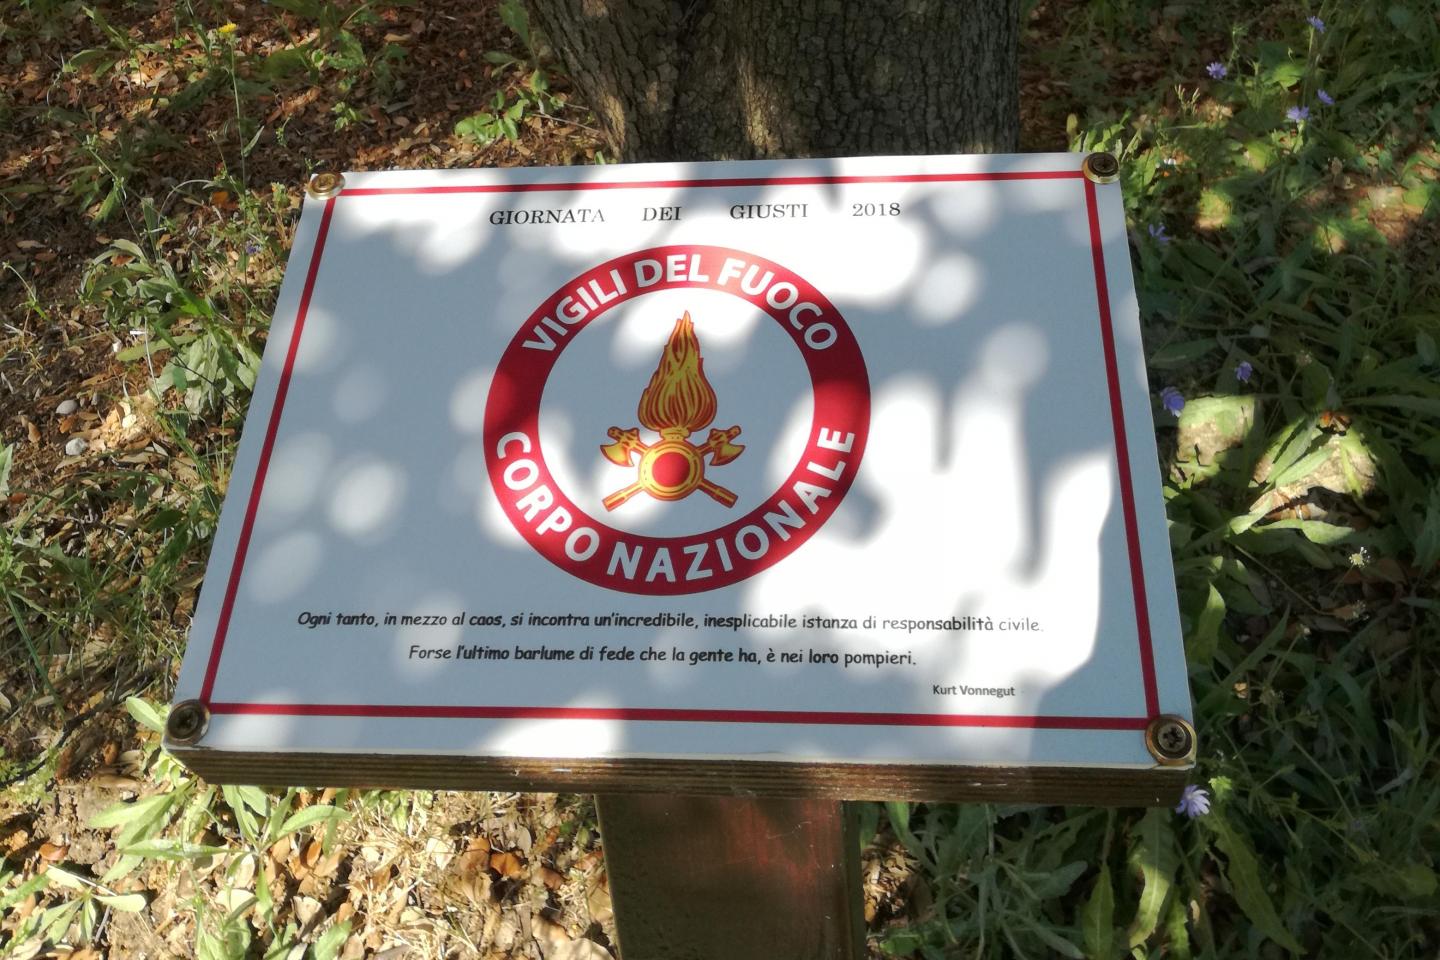 GIORNATA DEI GIUSTI 2018
VIGILI DEL FUOCO
CORPO NAZIONALE
Ogni tanto, in mezzo al caos, si incontra un'incredibile, inesplicabile istanza di responsabilità civile.
Forse l'ultimo barlume di fede che la gente ha, è nei loro pompieri.
Kurt Vonnegut